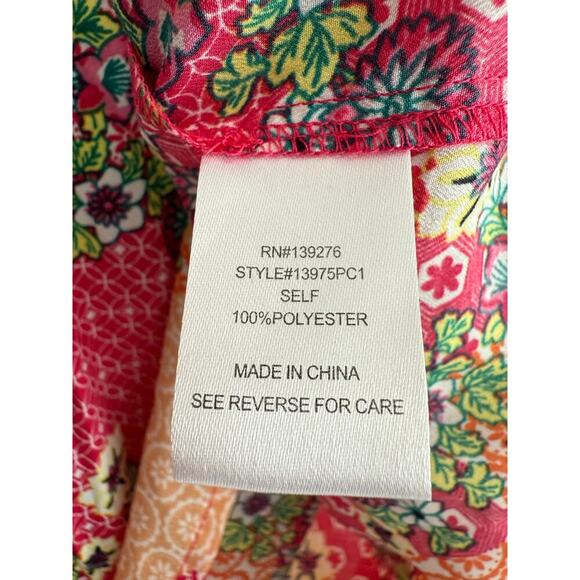 RN#139276
STYLE#13975PC1
SELF
100%POLYESTER
MADE IN CHINA
SEE REVERSE FOR CARE